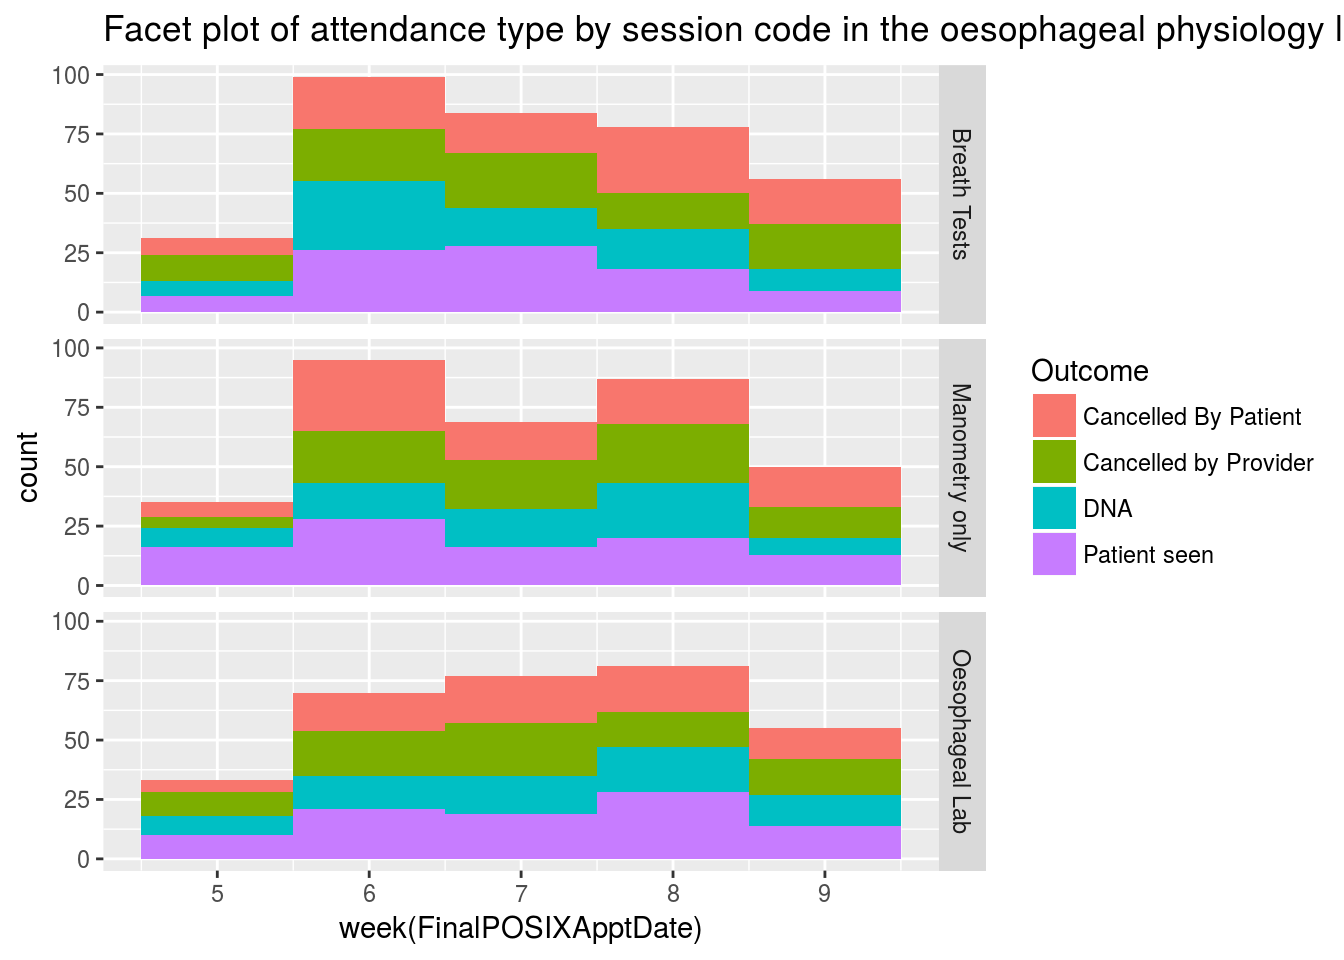 Facet plot of attendance type by session code in the oesophageal physiology
100
75
50
25
0
Breath Tests
100
75
50
25
0
Manometry only
100
75
50
25
0
Oesophageal Lab
count
5 6 7 8 9
week(FinalPOSIXApptDate)
Outcome
Cancelled By Patient
Cancelled by Provider
DNA
Patient seen